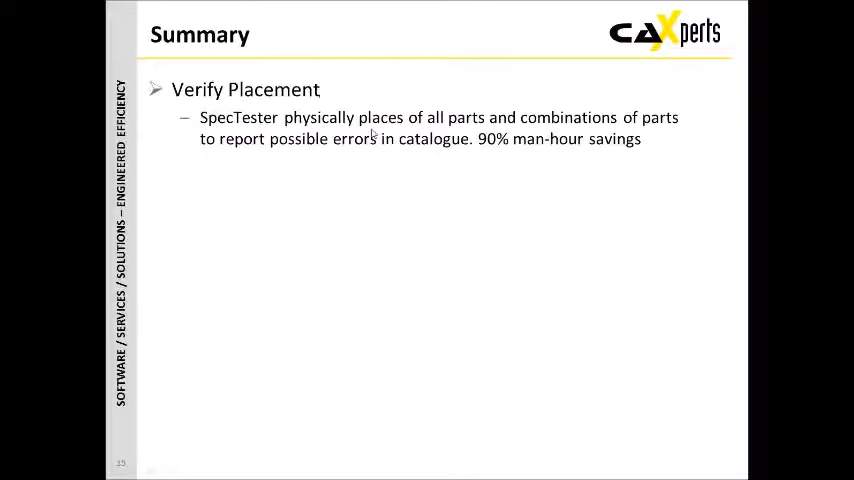 Summary
CAXperts
Verify Placement
– SpecTester physically places of all parts and combinations of parts
to report possible errors in catalogue. 90% man-hour savings
SOFTWARE / SERVICES / SOLUTIONS – ENGINEERED EFFICIENCY